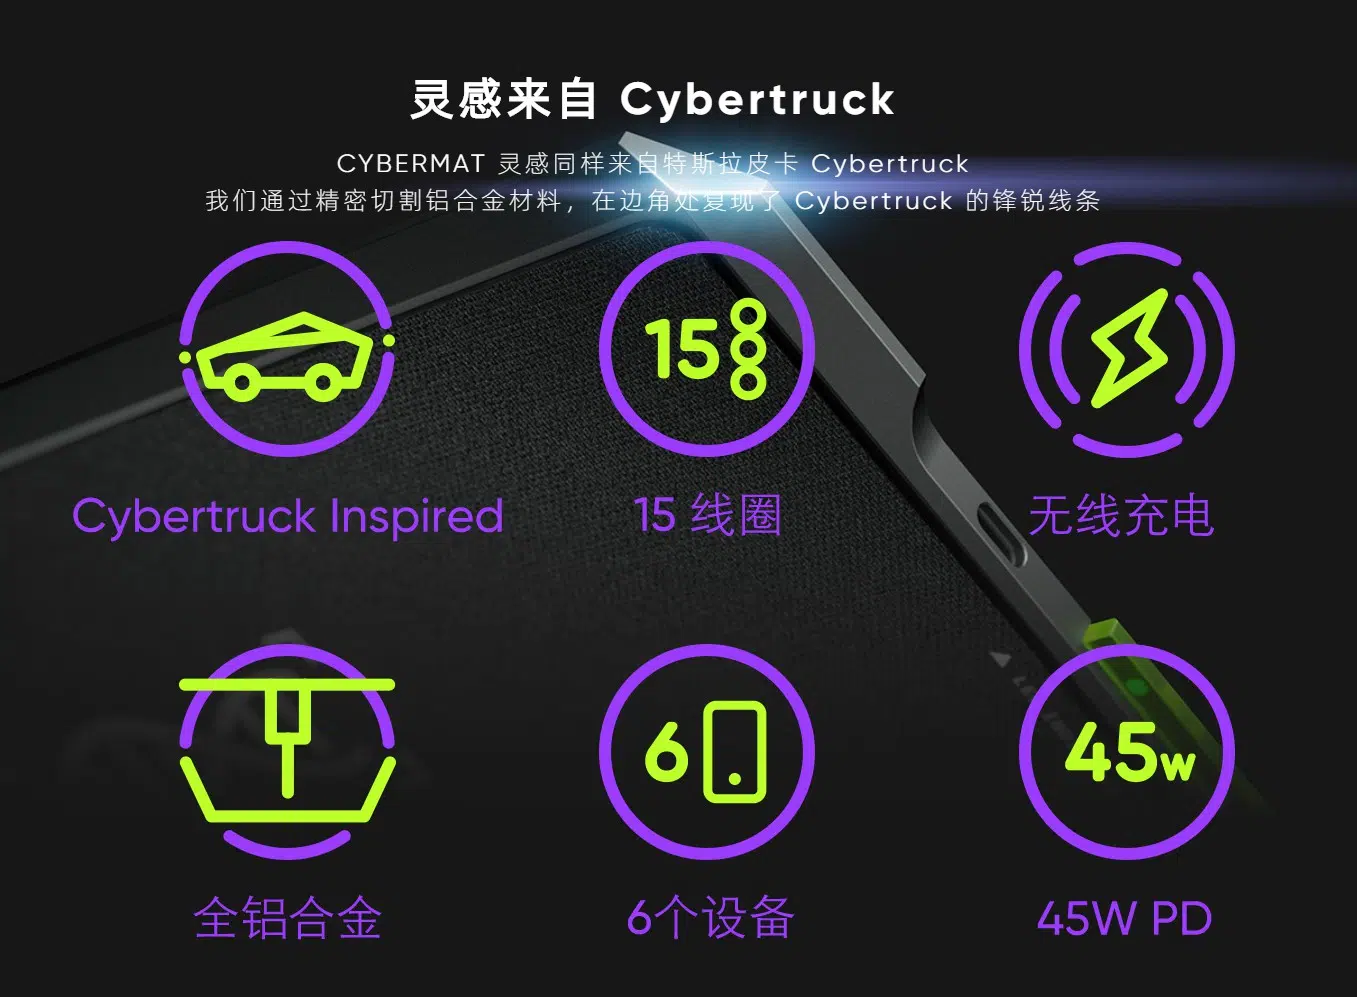 灵感来自 Cybertruck
CYBERMAT 灵感同样来自特斯拉皮卡 Cybertruck
我们通过精密切割铝合金材料，在边角处复现了 Cybertruck 的锋锐线条
15
Cybertruck Inspired
15 线圈
无线充电
6
45w
全铝合金
6个设备
45W PD